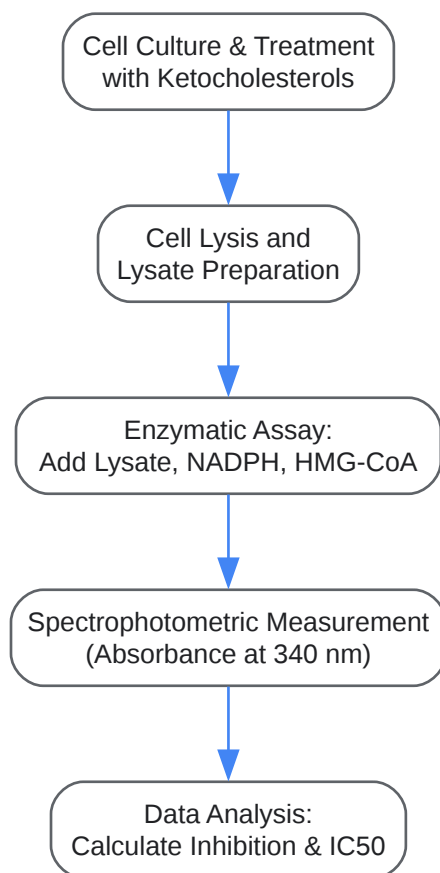 Cell Culture & Treatment
with Ketocholesterols
Cell Lysis and
Lysate Preparation
Enzymatic Assay:
Add Lysate, NADPH, HMG-CoA
Spectrophotometric Measurement
(Absorbance at 340 nm)
Data Analysis:
Calculate Inhibition & IC50